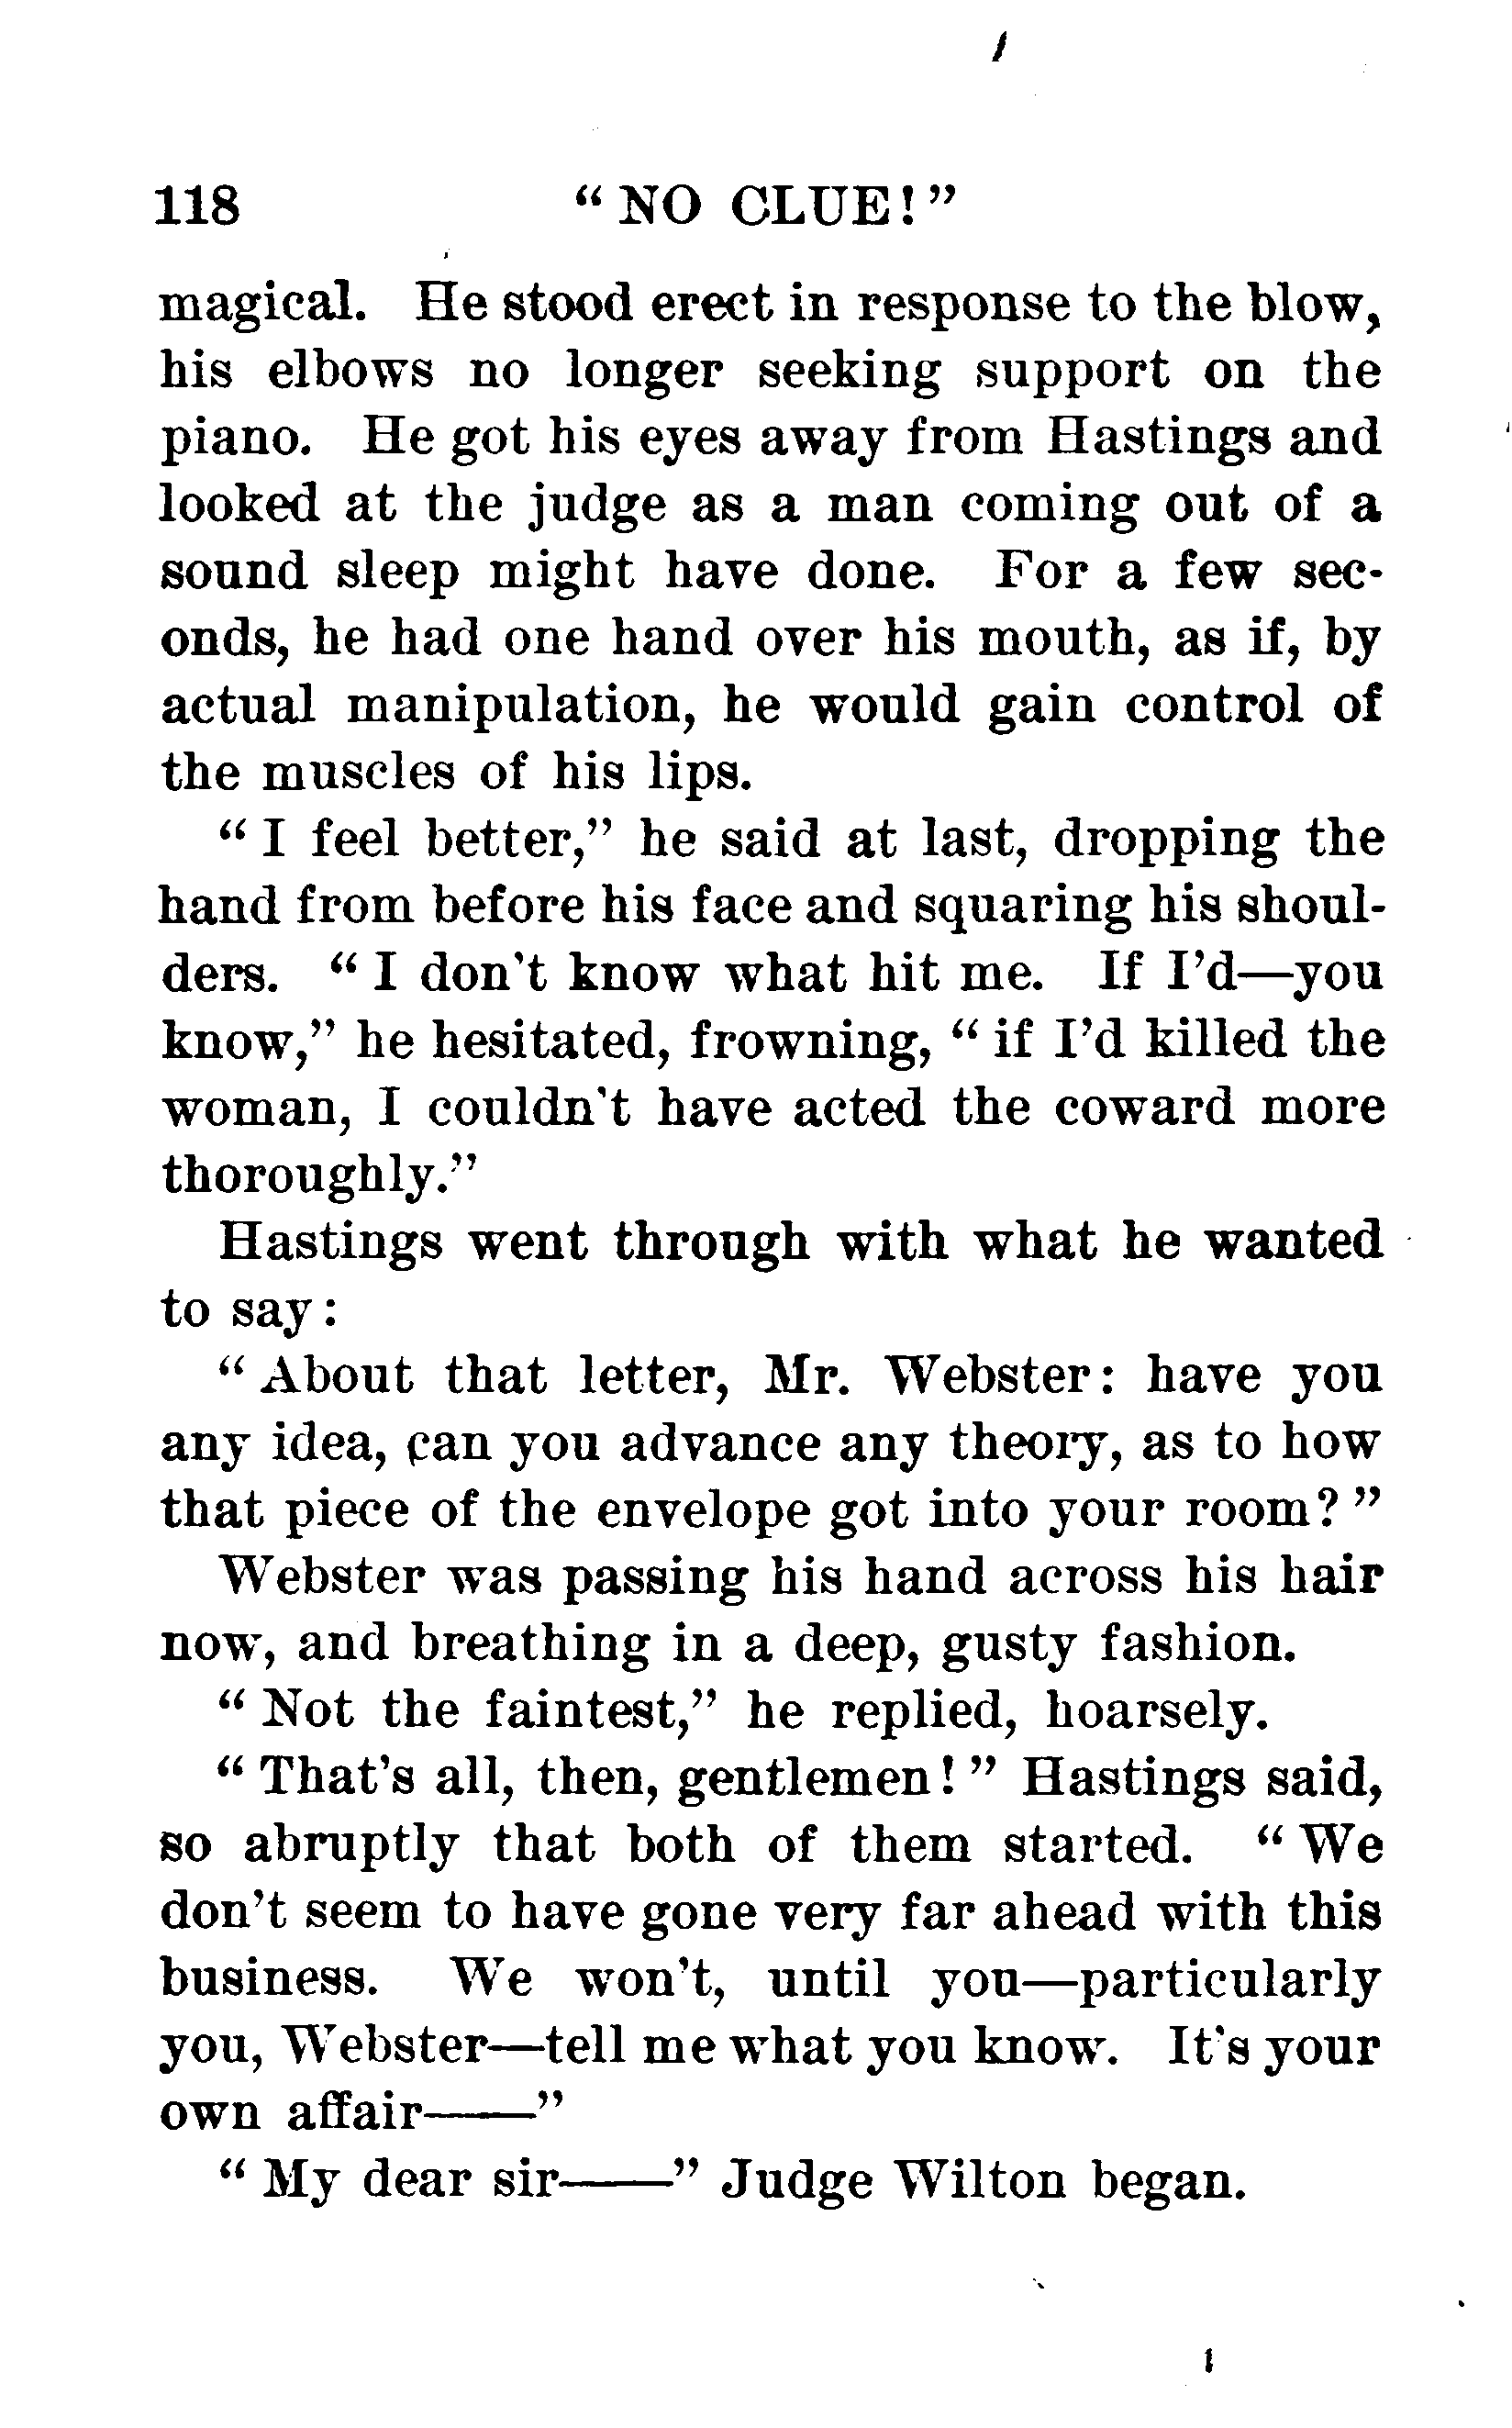 118 “ NO CLUE! ”
magical. He stood erect in response to the blow,
his elbows no longer seeking support on the
piano. He got his eyes away from Hastings and
looked at the judge as a man coming out of a
sound sleep might have done. For a few sec-
onds, he had one hand over his mouth, as if, by
actual manipulation, he would gain control of
the muscles of his lips.
“ I feel better,” he said at last, dropping the
hand from before his face and squaring his shoul-
ders. “ I don't know what hit me. If I’d—you
know,” he hesitated, frowning, “ if I’d killed the
woman, I couldn't have acted the coward more
thoroughly.”
Hastings went through with what he wanted
to say:
“ About that letter, Mr. Webster: have you
any idea, can you advance any theory, as to how
that piece of the envelope got into your room? ”
Webster was passing his hand across his hair
now, and breathing in a deep, gusty fashion.
“ Not the faintest,” he replied, hoarsely.
“ That’s all, then, gentlemen! ” Hastings said,
so abruptly that both of them started. “ We
don’t seem to have gone very far ahead with this
business. We won’t, until you—particularly
you, Webster—tell me what you know. It's your
own affair——”
“ My dear sir——” Judge Wilton began.